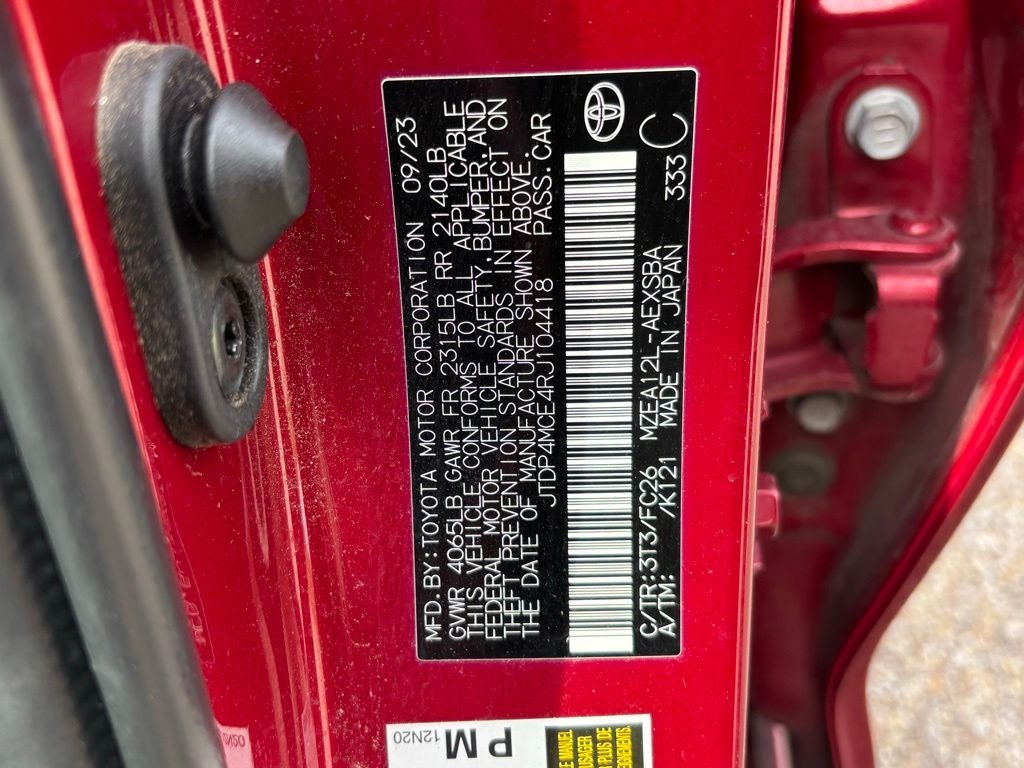 MFD.BY:TOYOTA MOTOR CORPORATION 09/23
GVWR 4065LB GAWR FR 2315LB RR 2140LB
THIS VEHICLE CONFORMS TO ALL APPLICABLE
FEDERAL MOTOR VEHICLE SAFETY,BUMPER,AND
THEFT PREVENTION STANDARDS IN EFFECT ON
THE DATE OF MANUFACTURE SHOWN ABOVE.
JTDP4MCE4RJ104418 PASS.CAR
C/TR:3T3/FC26 MZEA12L-AEXSBA
A/TM: /K121 MADE IN JAPAN 333 C
PM
12N20